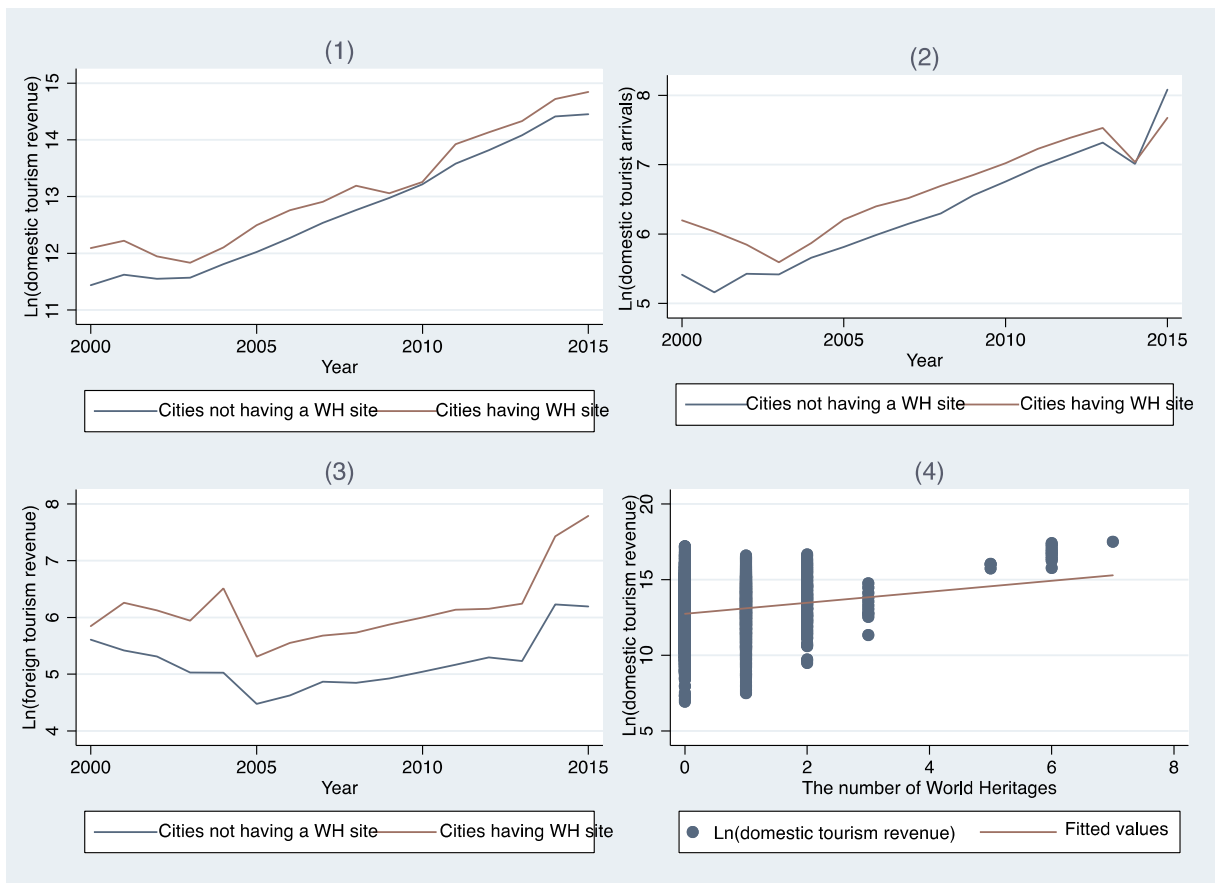 (1)
Ln(domestic tourism revenue)
15
14
13
12
11
2000 2005 2010 2015
Year
Cities not having a WH site Cities having WH site
(2)
Ln(domestic tourist arrivals)
8
7
6
5
2000 2005 2010 2015
Year
Cities not having a WH site Cities having WH site
(3)
Ln(foreign tourism revenue)
8
7
6
5
4
2000 2005 2010 2015
Year
Cities not having a WH site Cities having WH site
(4)
Ln(domestic tourism revenue)
20
15
10
5
0 2 4 6 8
The number of World Heritages
Ln(domestic tourism revenue) Fitted values